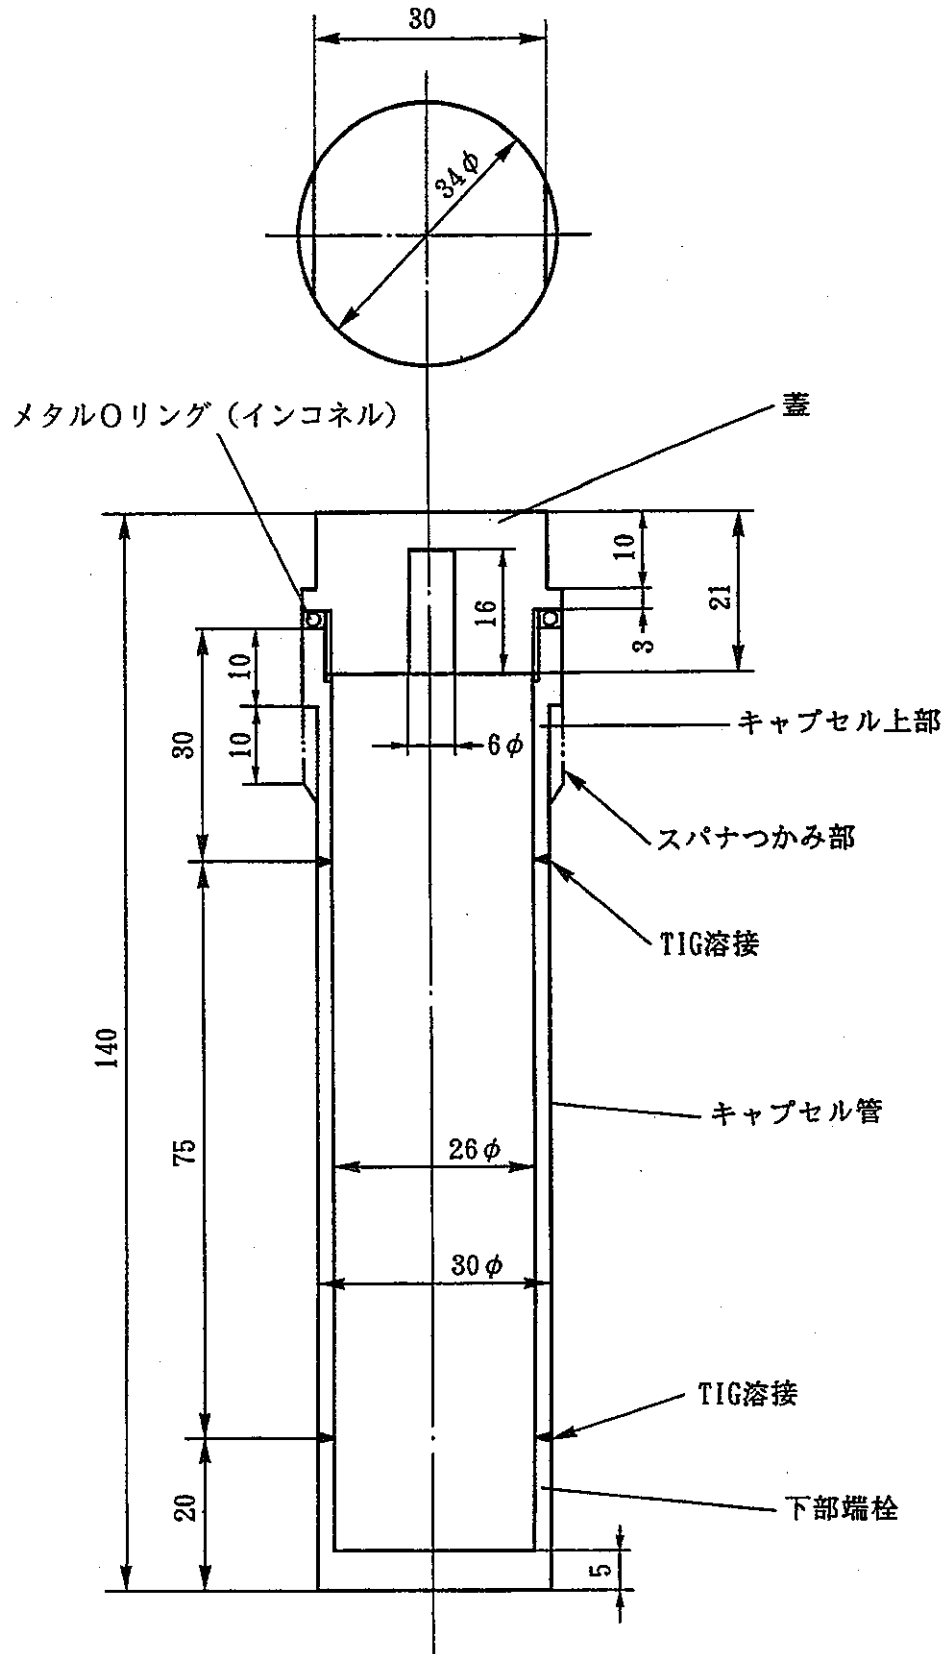 30
34φ
メタルOリング（インコネル）
蓋
10
21
16
3
10
30
10
6φ
キャプセル上部
スパナつかみ部
TIG溶接
140
キャプセル管
75
26φ
30φ
TIG溶接
20
下部端栓
5